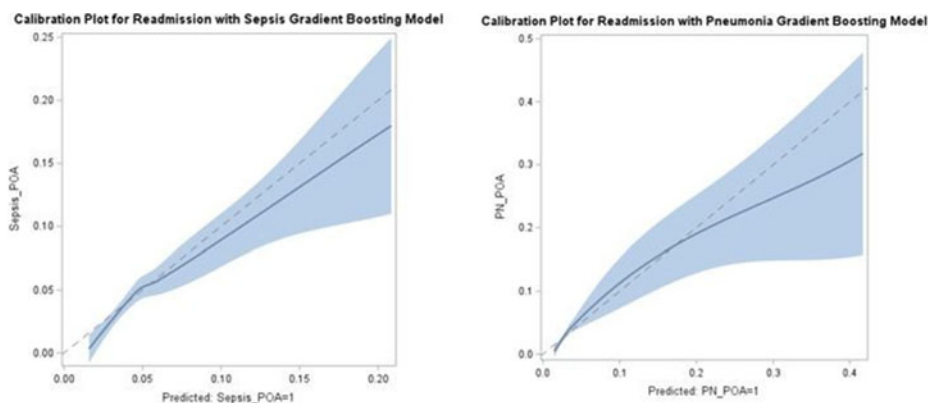 Calibration Plot for Readmission with Sepsis Gradient Boosting Model
0.25
0.20
0.15
0.10
0.05
0.00
Sepsis_POA
0.00 0.05 0.10 0.15 0.20
Predicted: Sepsis_POA=1
Calibration Plot for Readmission with Pneumonia Gradient Boosting Model
0.5
0.4
0.3
0.2
0.1
0.0
PN_POA
0.0 0.1 0.2 0.3 0.4
Predicted: PN_POA=1